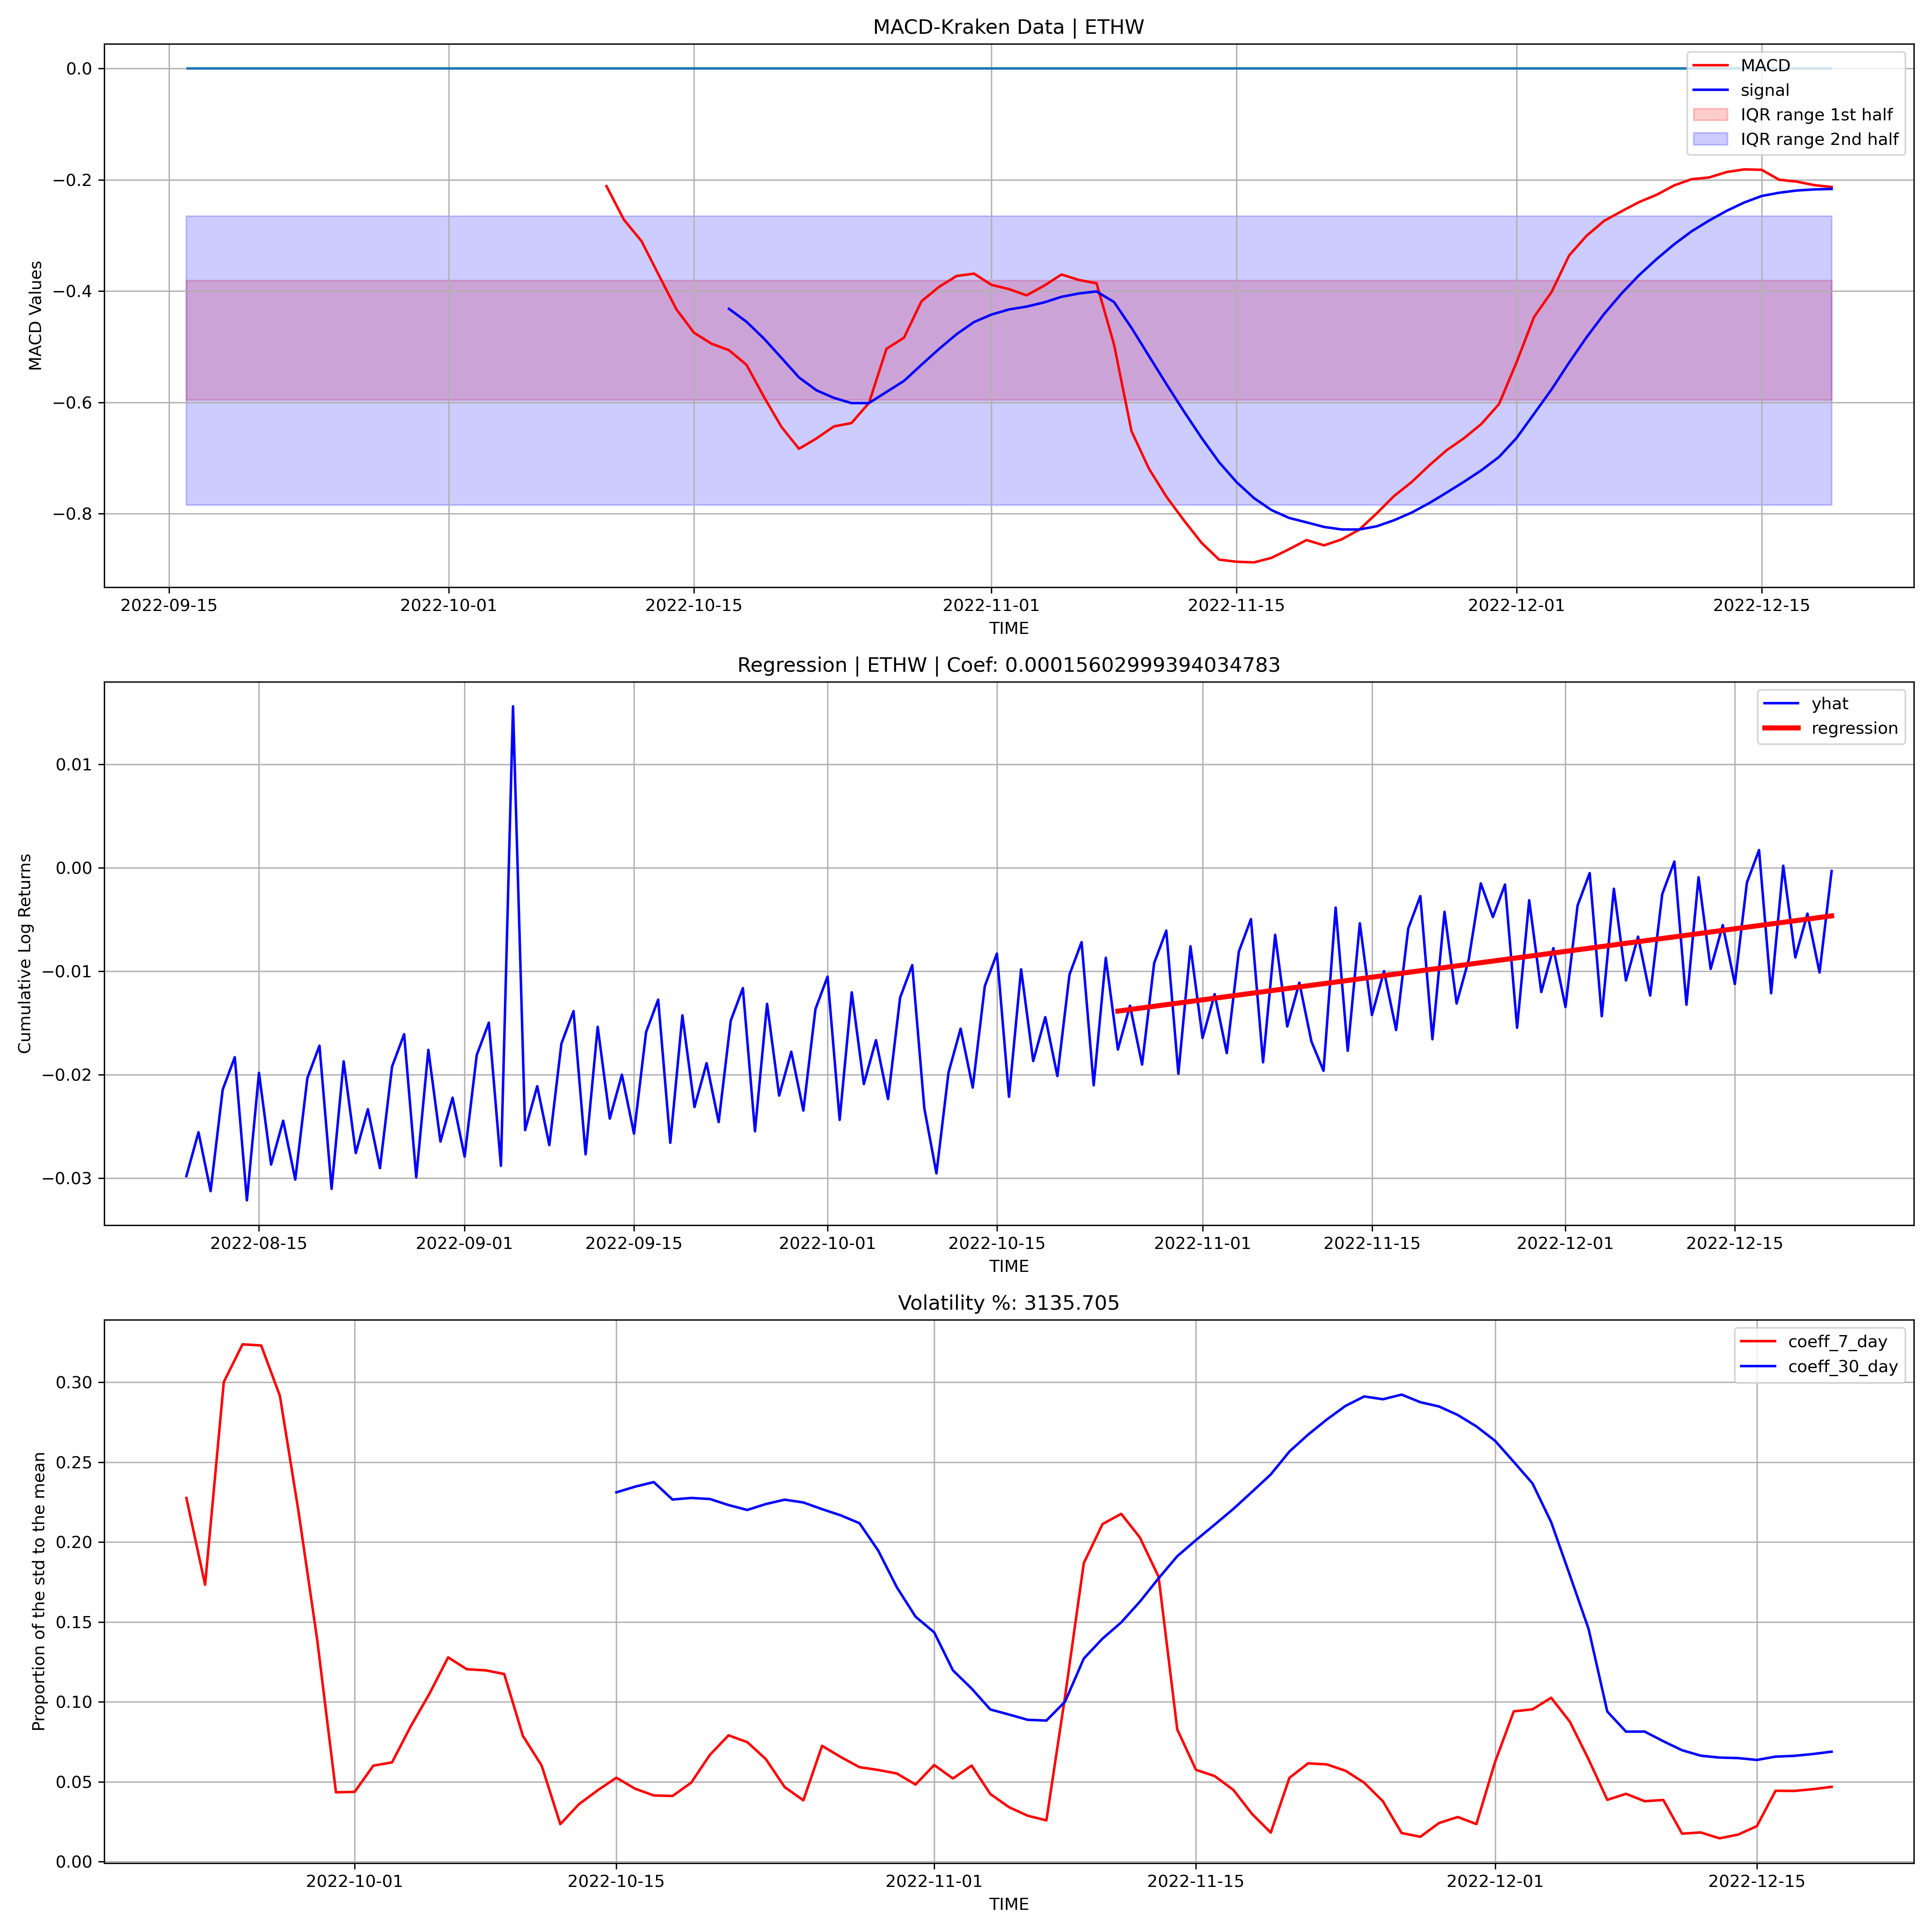 MACD-Kraken Data | ETHW
MACD Values
0.0
−0.2
−0.4
−0.6
−0.8
MACD
signal
IQR range 1st half
IQR range 2nd half
2022-09-15 2022-10-01 2022-10-15 2022-11-01 2022-11-15 2022-12-01 2022-12-15
TIME
Regression | ETHW | Coef: 0.00015602999394034783
Cumulative Log Returns
0.01
0.00
−0.01
−0.02
−0.03
yhat
regression
2022-08-15 2022-09-01 2022-09-15 2022-10-01 2022-10-15 2022-11-01 2022-11-15 2022-12-01 2022-12-15
TIME
Volatility %: 3135.705
Proportion of the std to the mean
0.30
0.25
0.20
0.15
0.10
0.05
0.00
coeff_7_day
coeff_30_day
2022-10-01 2022-10-15 2022-11-01 2022-11-15 2022-12-01 2022-12-15
TIME